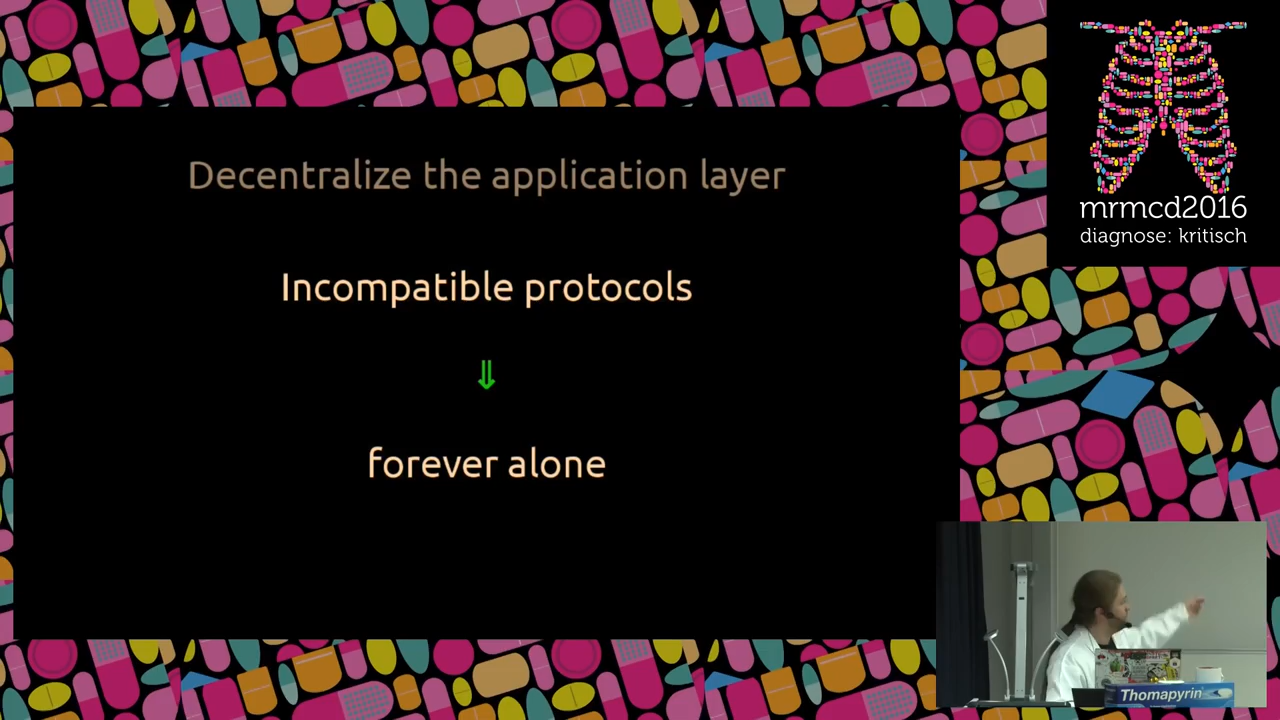 Decentralize the application layer
Incompatible protocols
⇓
forever alone
mrmcd2016
diagnose: kritisch
Thomapyrin